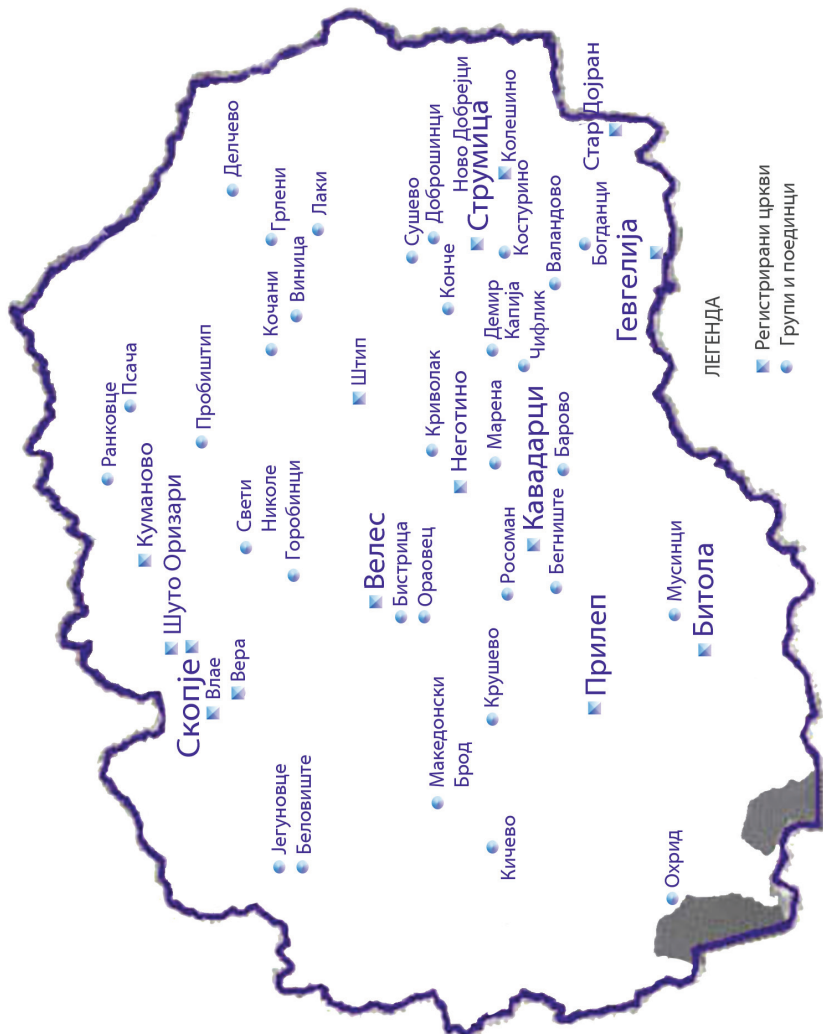 Ранковце
Псача
Куманово
Шуто Оризари
Скопје
Влае
Вера
Пробиштип
Делчево
Свети
Николе
Горобинци
Кочани
Виница
Грлени
Лаки
Јегуновце
Беловиште
Штип
Велес
Бистрица
Ораовец
Сушево
Доброшинци
Ново Добрејци
Струмица
Колешино
Костурино
Конче
Криволак
Неготино
Марена
Демир
Капија
Чифлик
Валандово
Богданци
Стар Дојран
Гевгелија
Македонски
Брод
Крушево
Кичево
Росоман
Кавадарци
Бегниште
Барово
Прилеп
Мусинци
Битола
Охрид
ЛЕГЕНДА
Регистрирани цркви
Групи и поединци